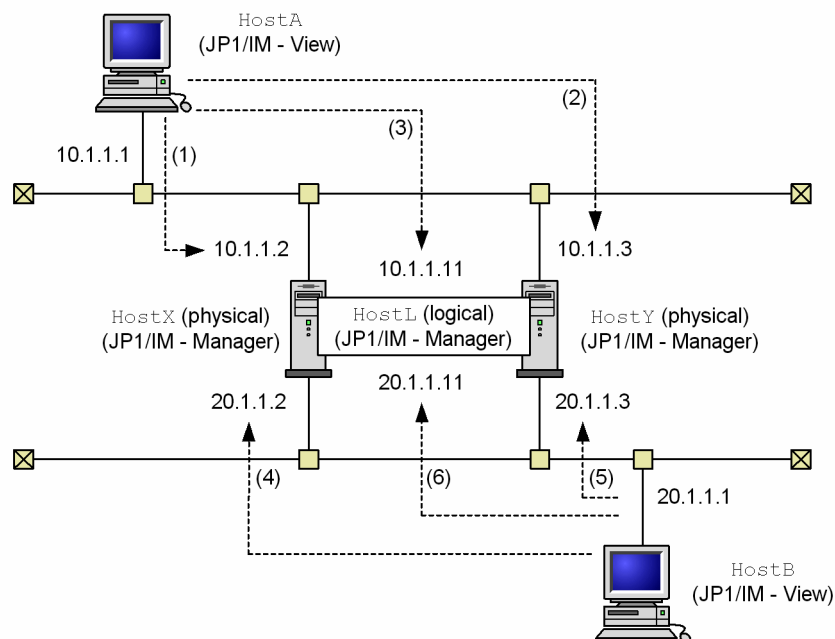 HostA
(JP1/IM - View)
(2)
(3)
10.1.1.1
(1)
10.1.1.2
10.1.1.3
10.1.1.11
HostX (physical)
(JP1/IM - Manager)
HostL (logical)
(JP1/IM - Manager)
HostY (physical)
(JP1/IM - Manager)
20.1.1.11
20.1.1.2
20.1.1.3
(4)
(6)
(5)
20.1.1.1
HostB
(JP1/IM - View)